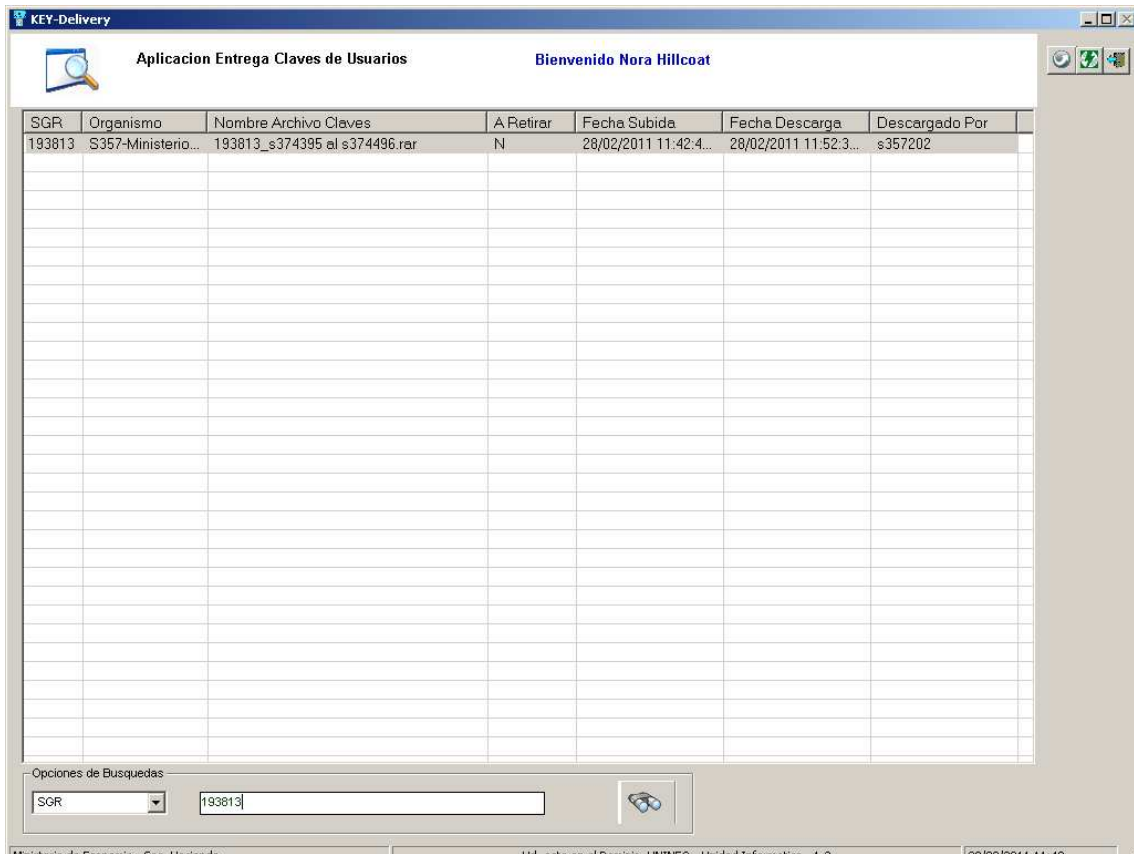 KEY-Delivery
Aplicacion Entrega Claves de Usuarios Bienvenido Nora Hillcoat
SGR Organismo Nombre Archivo Claves A Retirar Fecha Subida Fecha Descarga Descargado Por
193813 S357-Ministerio... 193813_s374395 al s374496.rar N 28/02/2011 11:42:4... 28/02/2011 11:52:3... s357202
Opciones de Busquedas
SGR 193813